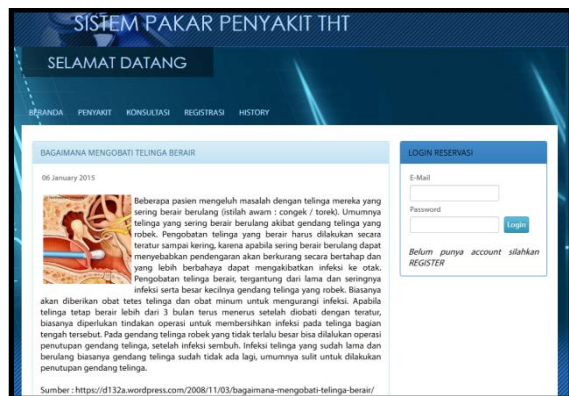 SISTEM PAKAR PENYAKIT THT
SELAMAT DATANG
BERANDA PENYAKIT KONSULTASI REGISTRASI HISTORY
BAGAIMANA MENGOBATI TELINGA BERAIR
06 January 2015
Beberapa pasien mengeluh masalah dengan telinga mereka yang
sering berair berulang (istilah awam : congek / torek). Umumnya
telinga yang sering berair berulang akibat gendang telinga yang
robek. Pengobatan telinga yang berair harus dilakukan secara
teratur sampai kering, karena apabila sering berair berulang dapat
menyebabkan pendengaran akan berkurang secara bertahap dan
yang lebih berbahaya dapat mengakibatkan infeksi ke otak.
Pengobatan telinga berair, tergantung dari lama dan seringnya
infeksi serta besar kecilnya gendang telinga yang robek. Biasanya
akan diberikan obat tetes telinga dan obat minum untuk mengurangi infeksi. Apabila
telinga tetap berair lebih dari 3 bulan terus menerus setelah diobati dengan teratur,
biasanya diperlukan tindakan operasi untuk membersihkan infeksi pada telinga bagian
tengah tersebut. Pada gendang telinga robek yang tidak terlalu besar bisa dilakukan operasi
penutupan gendang telinga, setelah infeksi sembuh. Infeksi telinga yang sudah lama dan
berulang biasanya gendang telinga sudah tidak ada lagi, umumnya sulit untuk dilakukan
penutupan gendang telinga.
Sumber : https://d132a.wordpress.com/2008/11/03/bagaimana-mengobati-telinga-berair/
LOGIN RESERVASI
E-Mail
Password
Login
Belum punya account silahkan
REGISTER